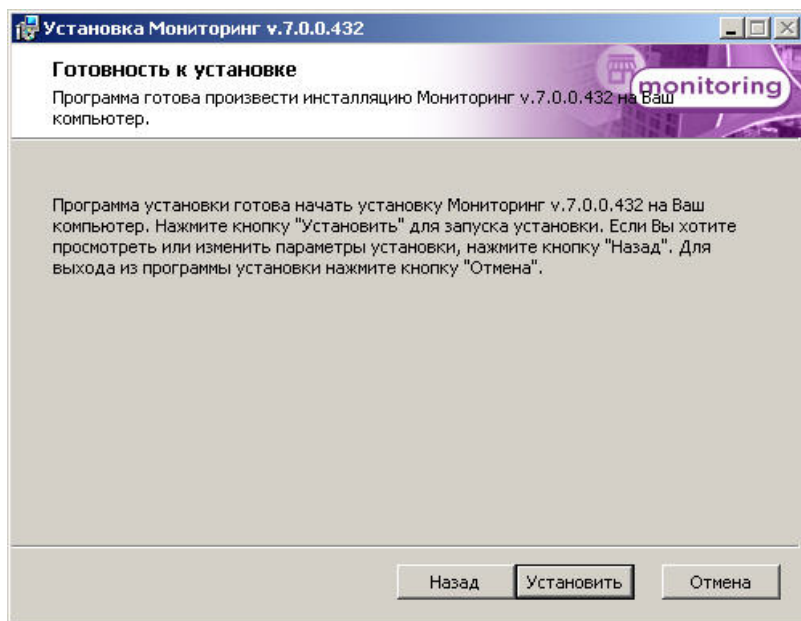 Установка Мониторинг v.7.0.0.432
Готовность к установке
Программа готова произвести инсталляцию Мониторинг v.7.0.0.432 на Ваш
компьютер.
monitoring
Программа установки готова начать установку Мониторинг v.7.0.0.432 на Ваш
компьютер. Нажмите кнопку "Установить" для запуска установки. Если Вы хотите
просмотреть или изменить параметры установки, нажмите кнопку "Назад". Для
выхода из программы установки нажмите кнопку "Отмена".
Назад Установить Отмена